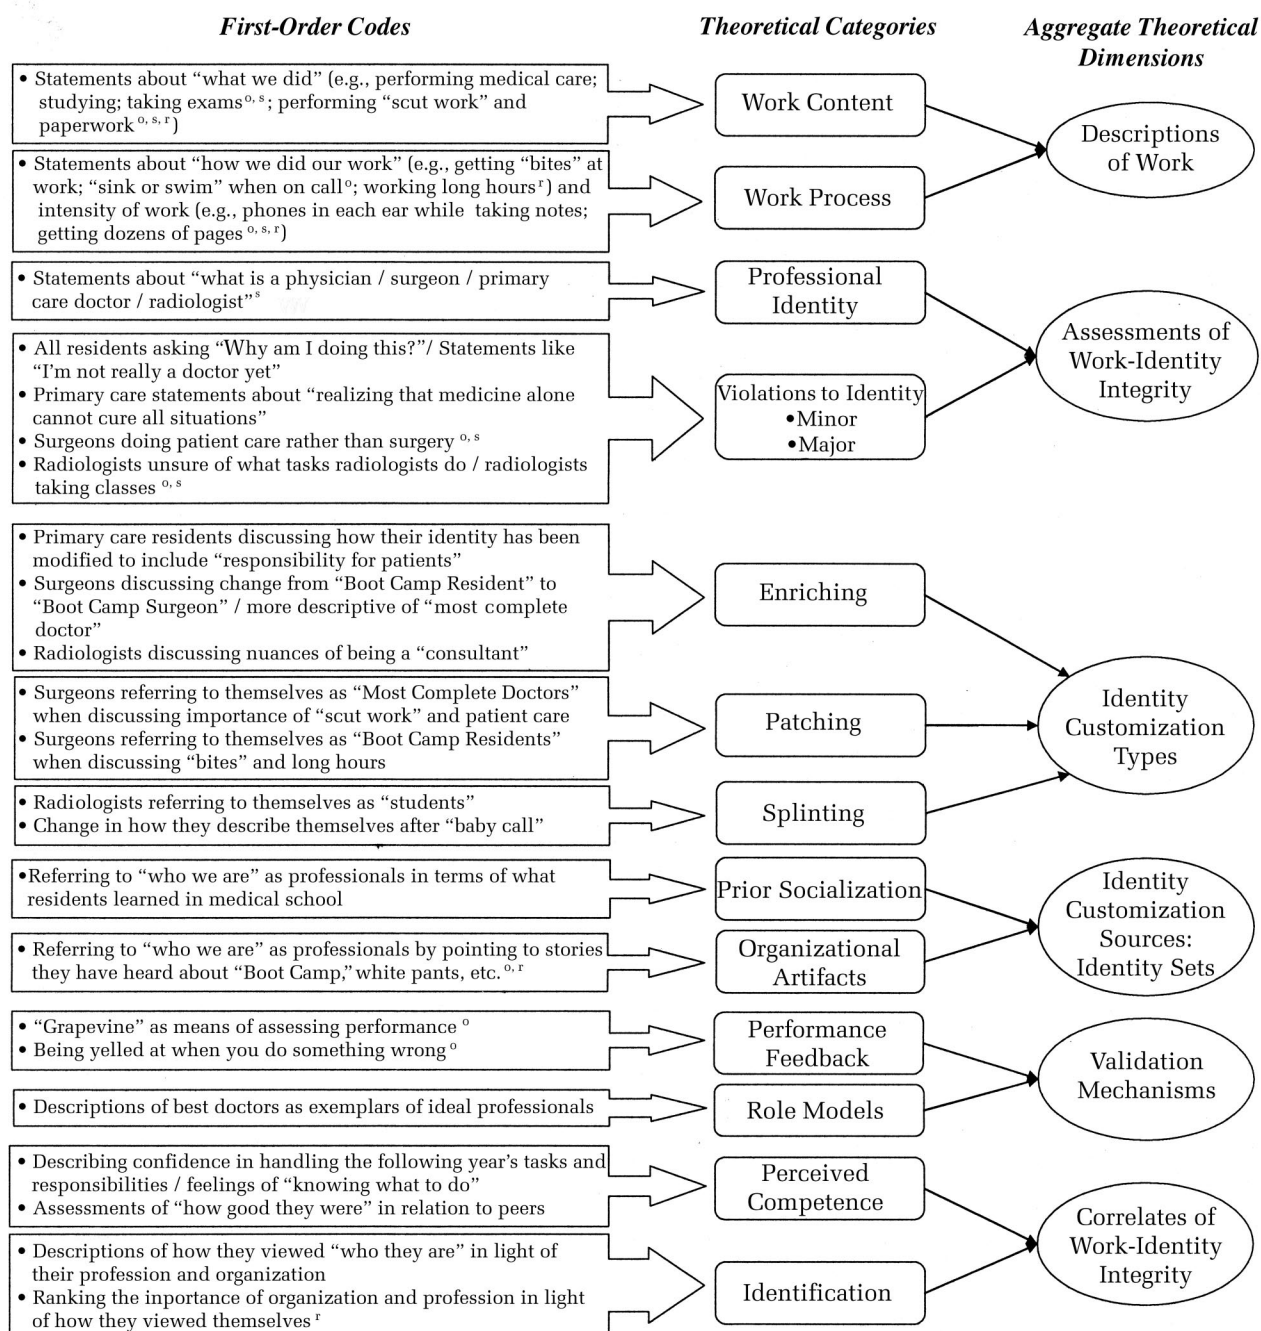 First-Order Codes
Theoretical Categories
Aggregate Theoretical
Dimensions
• Statements about “what we did” (e.g., performing medical care;
studying; taking exams o, s; performing “scut work” and
paperwork o, s, r)
Work Content
• Statements about “how we did our work” (e.g., getting “bites” at
work; “sink or swim” when on call o; working long hours r) and
intensity of work (e.g., phones in each ear while taking notes;
getting dozens of pages o, s, r)
Work Process
Descriptions
of Work
• Statements about “what is a physician / surgeon / primary
care doctor / radiologist” s
Professional
Identity
• All residents asking “Why am I doing this?”/ Statements like
“I’m not really a doctor yet”
• Primary care statements about “realizing that medicine alone
cannot cure all situations”
• Surgeons doing patient care rather than surgery o, s
• Radiologists unsure of what tasks radiologists do / radiologists
taking classes o, s
Violations to Identity
•Minor
•Major
Assessments of
Work-Identity
Integrity
• Primary care residents discussing how their identity has been
modified to include “responsibility for patients”
• Surgeons discussing change from “Boot Camp Resident” to
“Boot Camp Surgeon” / more descriptive of “most complete
doctor”
• Radiologists discussing nuances of being a “consultant”
Enriching
• Surgeons referring to themselves as “Most Complete Doctors”
when discussing importance of “scut work” and patient care
• Surgeons referring to themselves as “Boot Camp Residents”
when discussing “bites” and long hours
Patching
• Radiologists referring to themselves as “students”
• Change in how they describe themselves after “baby call”
Splinting
Identity
Customization
Types
•Referring to “who we are” as professionals in terms of what
residents learned in medical school
Prior Socialization
• Referring to “who we are” as professionals by pointing to stories
they have heard about “Boot Camp,” white pants, etc. o, r
Organizational
Artifacts
Identity
Customization
Sources:
Identity Sets
• “Grapevine” as means of assessing performance o
• Being yelled at when you do something wrong o
Performance
Feedback
• Descriptions of best doctors as exemplars of ideal professionals
Role Models
Validation
Mechanisms
• Describing confidence in handling the following year’s tasks and
responsibilities / feelings of “knowing what to do”
• Assessments of “how good they were” in relation to peers
Perceived
Competence
• Descriptions of how they viewed “who they are” in light of
their profession and organization
• Ranking the inportance of organization and profession in light
of how they viewed themselves r
Identification
Correlates of
Work-Identity
Integrity